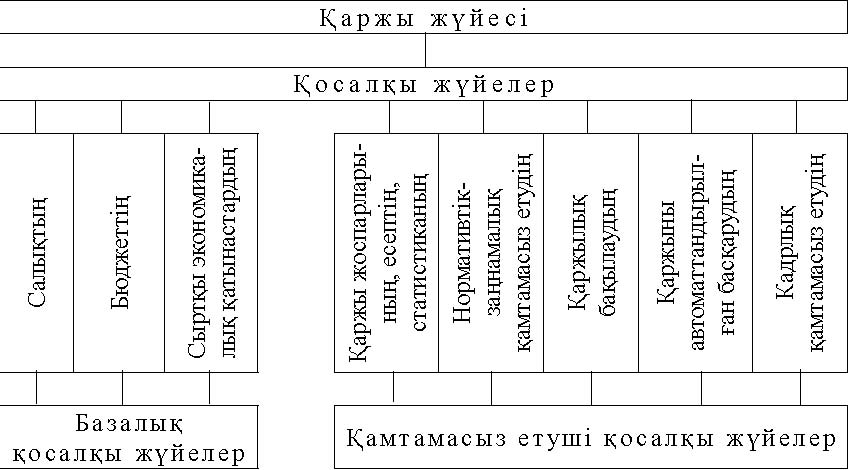 Қаржы жүйесі
Қосалқы жүйелер
Салықтың
Бюджеттің
Сыртқы экономика-
лық қатынастардың
Қаржы жоспарлары-
ның, есептің,
статистиканың
Нормативтік-
заңнамалық
қамтамасыз етудің
Қаржылық
бақылаудың
Қаржыны
автоматтандырыл-
ған басқарудың
Кадрлық
қамтамасыз етудің
Базалық
қосалқы жүйелер
Қамтамасыз етуші қосалқы жүйелер